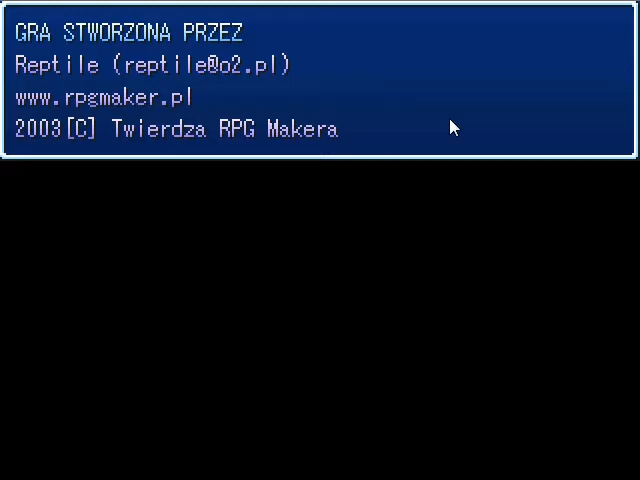 GRA STWORZONA PRZEZ
Reptile (reptile@o2.pl)
www.rpgmaker.pl
2003[C] Twierdza RPG Makera